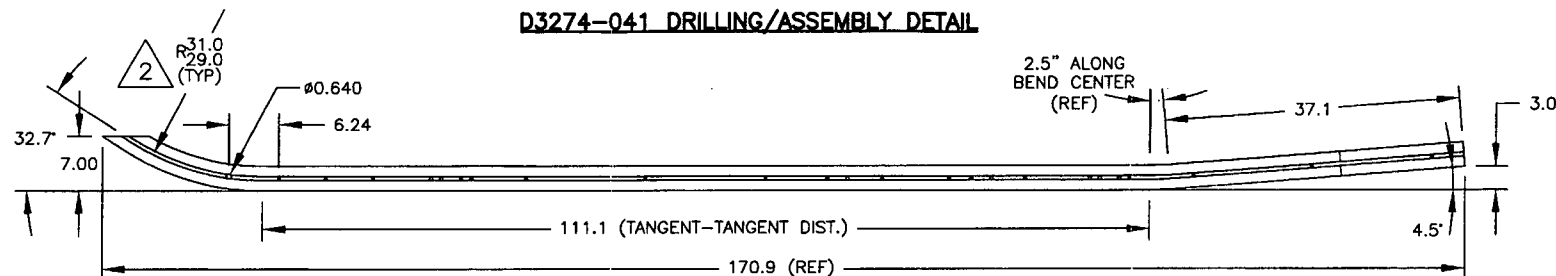 D3274-041 DRILLING/ASSEMBLY DETAIL
2
R31.0
29.0
(TYP)
ø0.640
6.24
2.5" ALONG
BEND CENTER
(REF)
37.1
3.0
32.7°
7.00
111.1 (TANGENT-TANGENT DIST.)
4.5°
170.9 (REF)